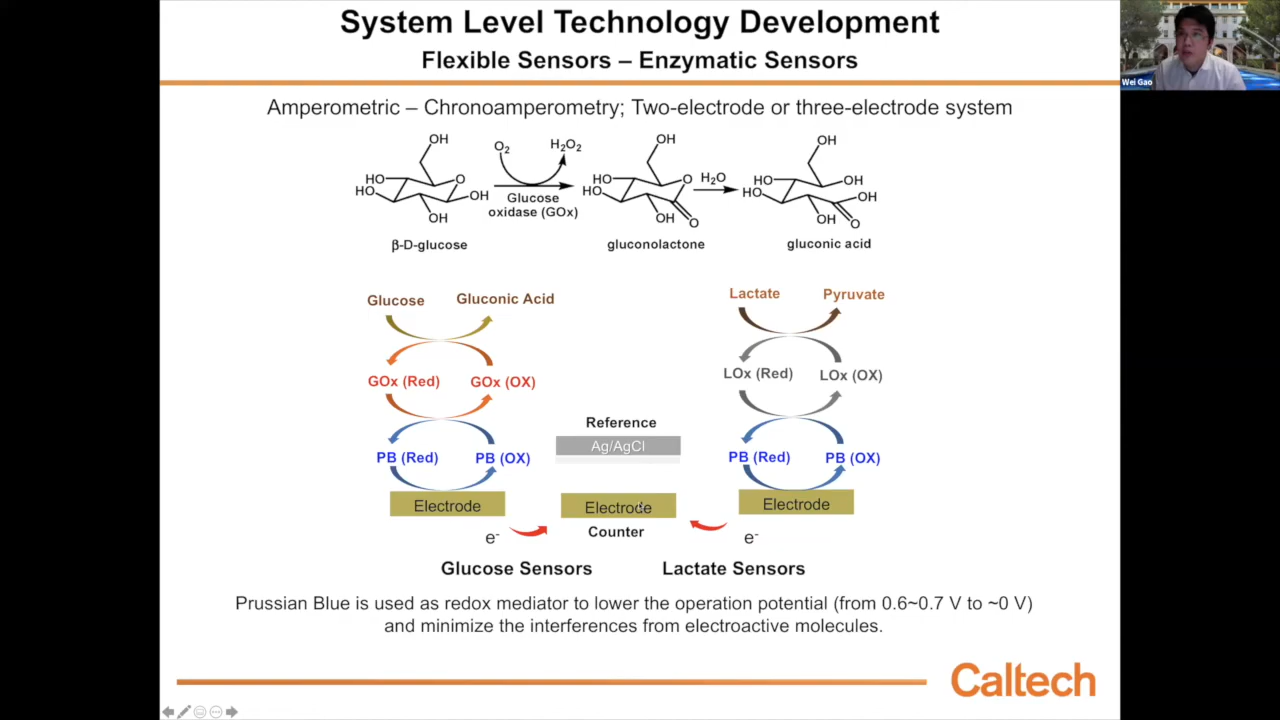 System Level Technology Development
Flexible Sensors – Enzymatic Sensors
Wei Gao
Amperometric – Chronoamperometry; Two-electrode or three-electrode system
OH
HO
HO
O
OH
OH
β-D-glucose
O₂
H₂O₂
Glucose
oxidase (GOx)
OH
HO
HO
O
OH
O
gluconolactone
H₂O
OH
HO
HO
OH
OH
OH
O
gluconic acid
Glucose
Gluconic Acid
GOx (Red)
GOx (OX)
PB (Red)
PB (OX)
Electrode
e⁻
Reference
Ag/AgCl
Electrode
Counter
Lactate
Pyruvate
LOx (Red)
LOx (OX)
PB (Red)
PB (OX)
Electrode
e⁻
Glucose Sensors
Lactate Sensors
Prussian Blue is used as redox mediator to lower the operation potential (from 0.6~0.7 V to ~0 V)
and minimize the interferences from electroactive molecules.
Caltech